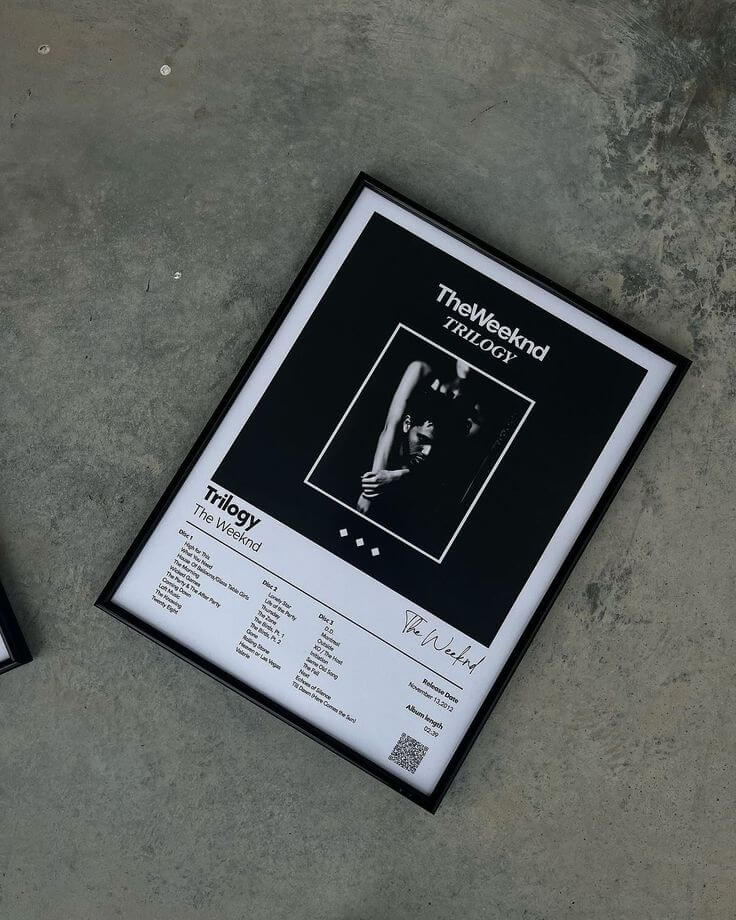 TheWeeknd
TRILOGY
Trilogy
The Weeknd
Disc 1
High for This
What You Need
House Of Balloons/Glass Table Girls
The Morning
Wicked Games
The Party & The After Party
Coming Down
Loft Music
The Knowing
Twenty Eight
Disc 2
Lonely Star
Life of the Party
Thursday
The Zone
The Birds, Pt. 1
The Birds, Pt. 2
Gone
Rolling Stone
Heaven or Las Vegas
Valerie
Disc 3
D.D.
Montreal
Outside
XO / The Host
Initiation
Same Old Song
The Fall
Next
Echoes of Silence
Till Dawn (Here Comes the Sun)
The Weeknd
Release Date
November 13,2012
Album length
02:39